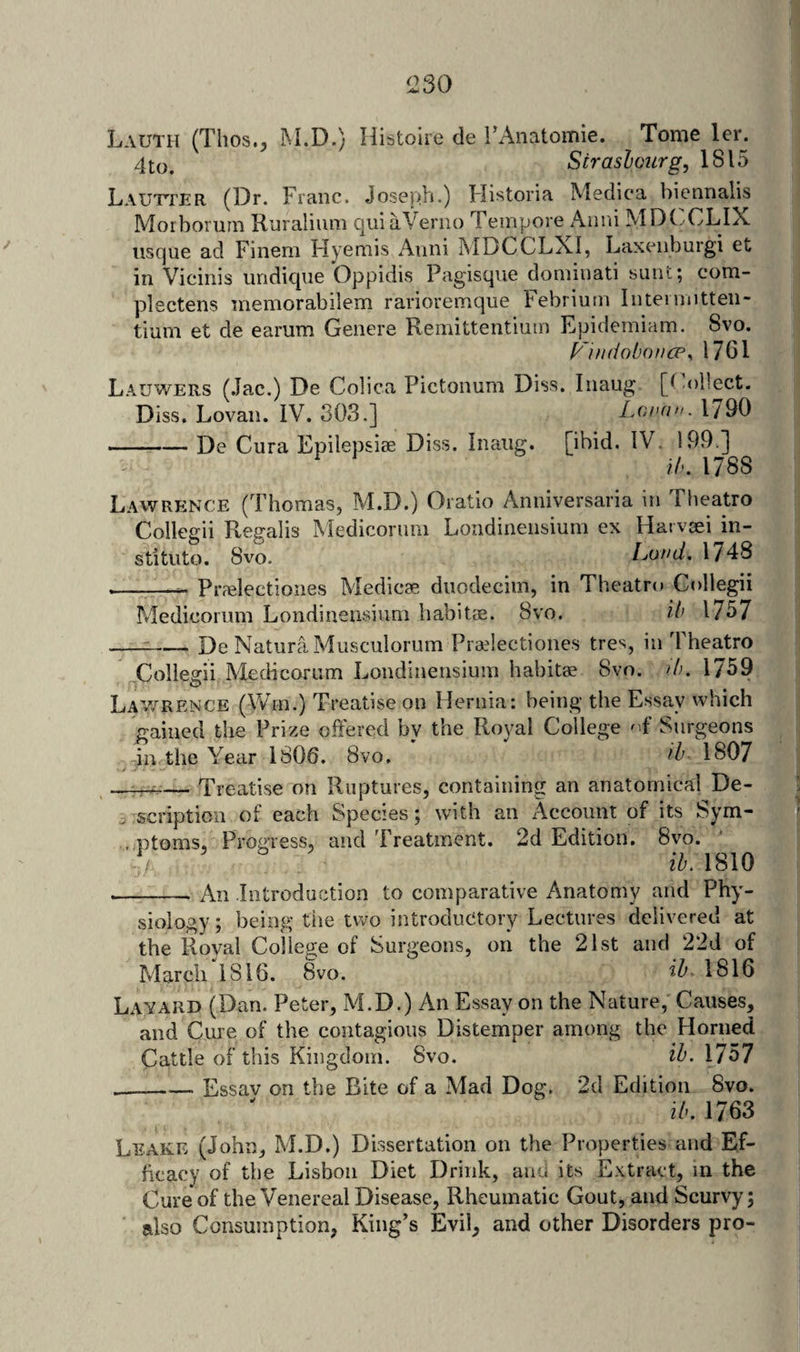 230
Lauth (Thos., M.D.) Histoire de l'Anatomie. Tome 1er.
4to. Strasbourg, 1815
Lautter (Dr. Franc. Joseph.) Historia Medica biennalis
Morborum Ruralium qui à Verno Tempore Anni MDCCLIX
usque ad Finem Hyemis Anni MDCCLXI, Laxenburgi et
in Vicinis undique Oppidis Pagisque dominati sunt; com-
plectens memorabilem rarioremque Febrium Intermitten-
tium et de earum Genere Remittentium Epidemiam. 8vo.
Vindobonæ, 1761
Lauwers (Jac.) De Colica Pictonum Diss. Inaug. [Collect.
Diss. Lovan. IV. 303.] Lovan. 1790
——— De Cura Epilepsiæ Diss. Inaug. [ibid. IV. 199.]
ib. 1788
Lawrence (Thomas, M.D.) Oratio Anniversaria in Theatro
Collegii Regalis Medicorum Londinensium ex Harvæi in-
stituto. 8vo. Lond. 1748
——— Prælectiones Medicæ duodecim, in Theatro Collegii
Medicorum Londinensium habitæ. 8vo. ib 1757
——— De Naturâ Musculorum Prælectiones tres, in Theatro
Collegii Medicorum Londinensium habitæ 8vo. ib. 1759
Lawrence (Wm.) Treatise on Hernia: being the Essay which
gained the Prize offered by the Royal College of Surgeons
in the Year 1806. 8vo. ib. 1807
——— Treatise on Ruptures, containing an anatomical De-
scription of each Species; with an Account of its Sym-
ptoms, Progress, and Treatment. 2d Edition. 8vo.
ib. 1810
——— An Introduction to comparative Anatomy and Phy-
siology; being the two introductory Lectures delivered at
the Royal College of Surgeons, on the 21st and 22d of
March 1816. 8vo. ib. 1816
Layard (Dan. Peter, M.D.) An Essay on the Nature, Causes,
and Cure of the contagious Distemper among the Horned
Cattle of this Kingdom. 8vo. ib. 1757
——— Essay on the Bite of a Mad Dog. 2d Edition 8vo.
ib. 1763
Leake (John, M.D.) Dissertation on the Properties and Ef-
ficacy of the Lisbon Diet Drink, and its Extract, in the
Cure of the Venereal Disease, Rheumatic Gout, and Scurvy;
also Consumption, King's Evil, and other Disorders pro-